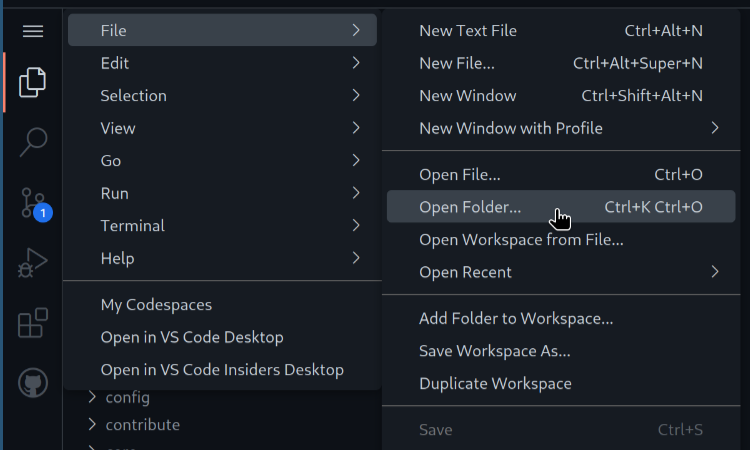 File
Edit
Selection
View
Go
Run
Terminal
Help
My Codespaces
Open in VS Code Desktop
Open in VS Code Insiders Desktop
config
contribute
New Text File Ctrl+Alt+N
New File... Ctrl+Alt+Super+N
New Window Ctrl+Shift+Alt+N
New Window with Profile
Open File... Ctrl+O
Open Folder... Ctrl+K Ctrl+O
Open Workspace from File...
Open Recent
Add Folder to Workspace...
Save Workspace As...
Duplicate Workspace
Save Ctrl+S
1